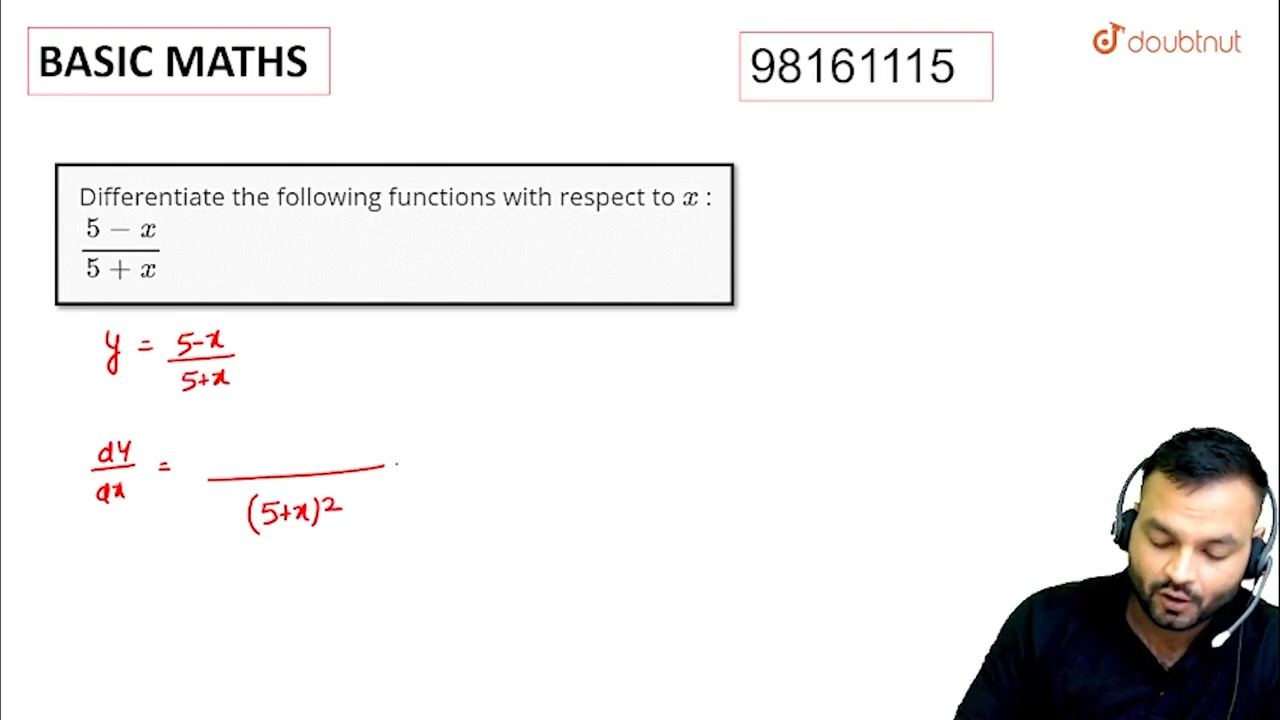 BASIC MATHS
98161115
doubtnut
Differentiate the following functions with respect to x :
5 − x
5 + x
y = 5-x
5+x
dy
dx
=
(5+x)2